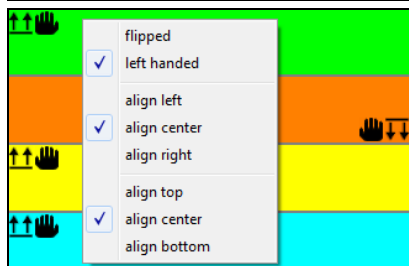 flipped
left handed
align left
align center
align right
align top
align center
align bottom